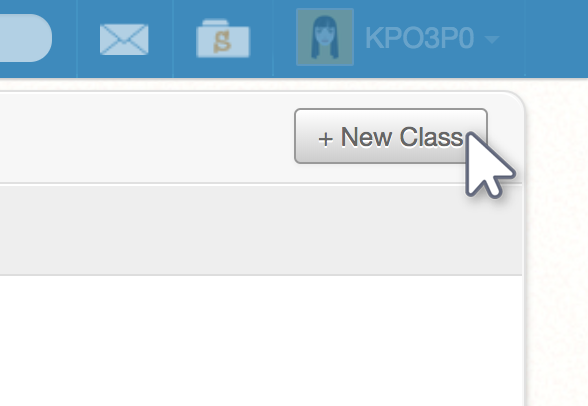 g
KPO3P0
+ New Class